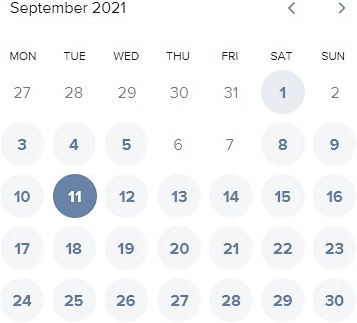 September 2021 < >
MON TUE WED THU FRI SAT SUN
27 28 29 30 31 1 2
3 4 5 6 7 8 9
10 11 12 13 14 15 16
17 18 19 20 21 22 23
24 25 26 27 28 29 30